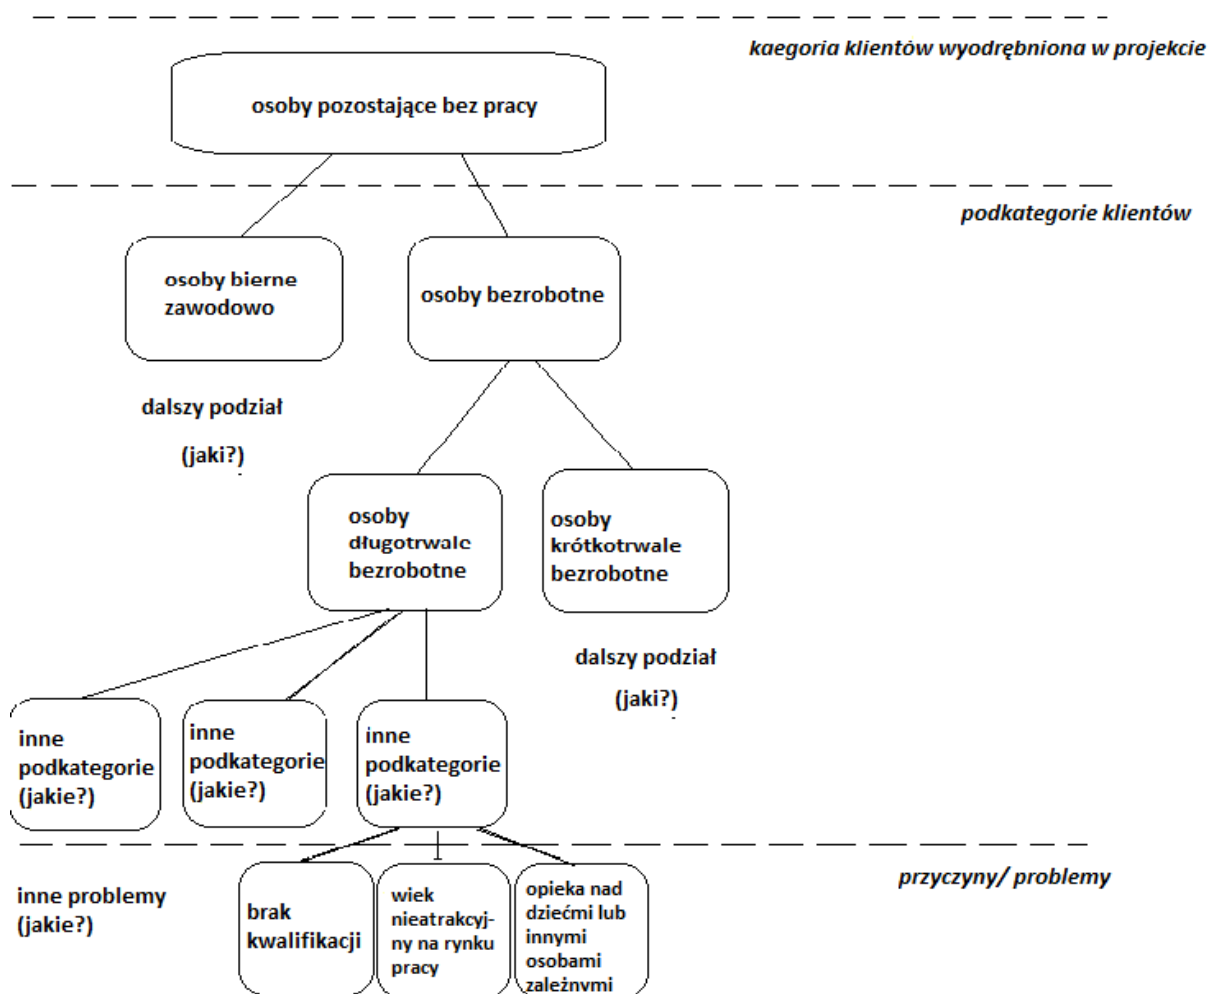 kaegoria klientów wyodrębniona w projekcie
osoby pozostające bez pracy
podkategorie klientów
osoby bierne
zawodowo
osoby bezrobotne
dalszy podział
(jaki?)
osoby
długotrwale
bezrobotne
osoby
krótkotrwale
bezrobotne
dalszy podział
(jaki?)
inne
podkategorie
(jakie?)
inne
podkategorie
(jakie?)
inne
podkategorie
(jakie?)
przyczyny/ problemy
inne problemy
(jakie?)
brak
kwalifikacji
wiek
nieatrakcyj-
ny na rynku
pracy
opieka nad
dziećmi lub
innymi
osobami
zależnymi